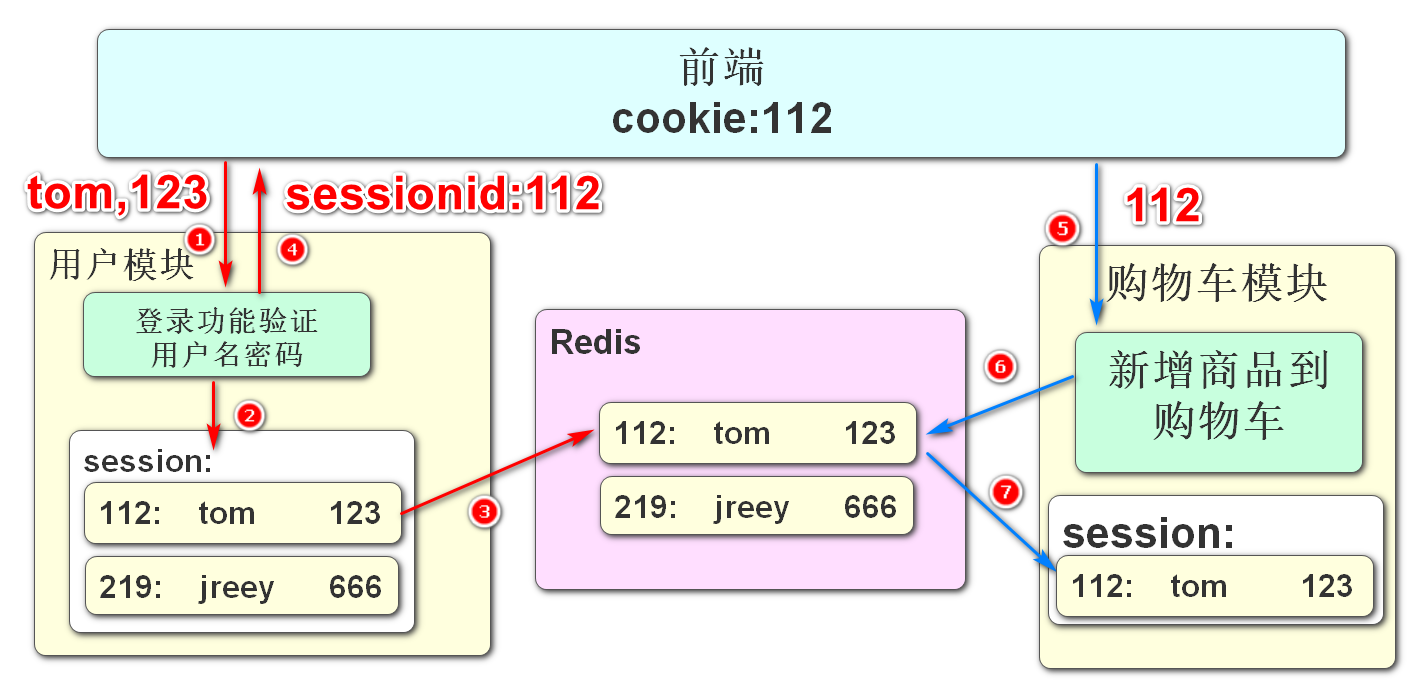 前端
cookie:112
tom,123
sessionid:112
112
1
4
5
用户模块
登录功能验证
用户名密码
2
session:
112: tom 123
219: jreey 666
3
Redis
112: tom 123
219: jreey 666
6
7
购物车模块
新增商品到
购物车
session:
112: tom 123